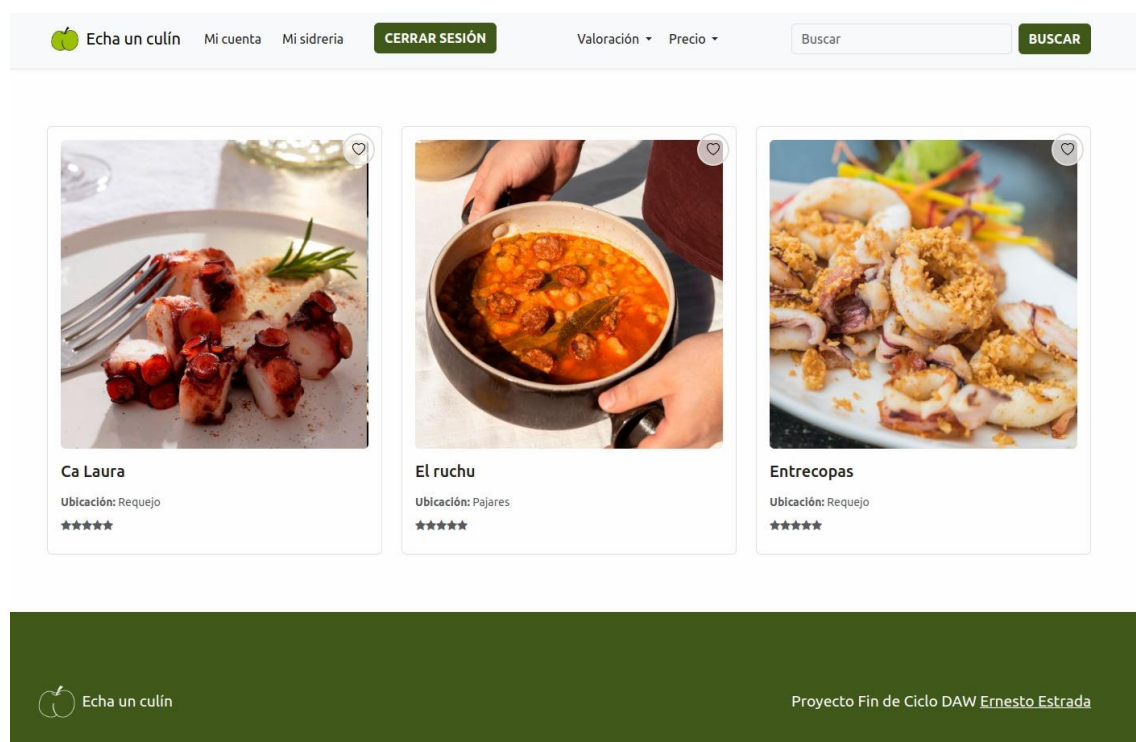 Echa un culín Mi cuenta Mi sidreria CERRAR SESIÓN Valoración Precio Buscar BUSCAR
Ca Laura
Ubicación: Requejo
El ruchu
Ubicación: Pajares
Entrecopas
Ubicación: Requejo
Echa un culín
Proyecto Fin de Ciclo DAW Ernesto Estrada